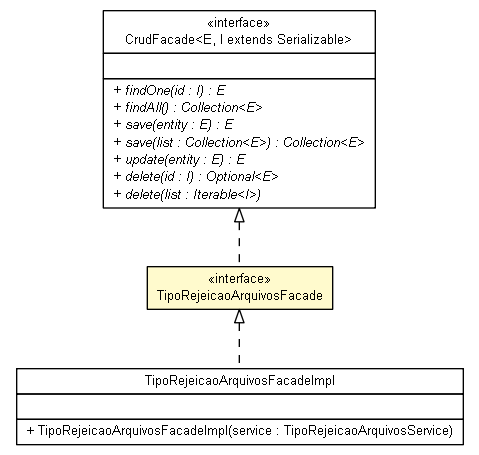 «interface»
CrudFacade<E, I extends Serializable>
+ findOne(id : I) : E
+ findAll() : Collection<E>
+ save(entity : E) : E
+ save(list : Collection<E>) : Collection<E>
+ update(entity : E) : E
+ delete(id : I) : Optional<E>
+ delete(list : Iterable<I>)
«interface»
TipoRejeicaoArquivosFacade
TipoRejeicaoArquivosFacadeImpl
+ TipoRejeicaoArquivosFacadeImpl(service : TipoRejeicaoArquivosService)